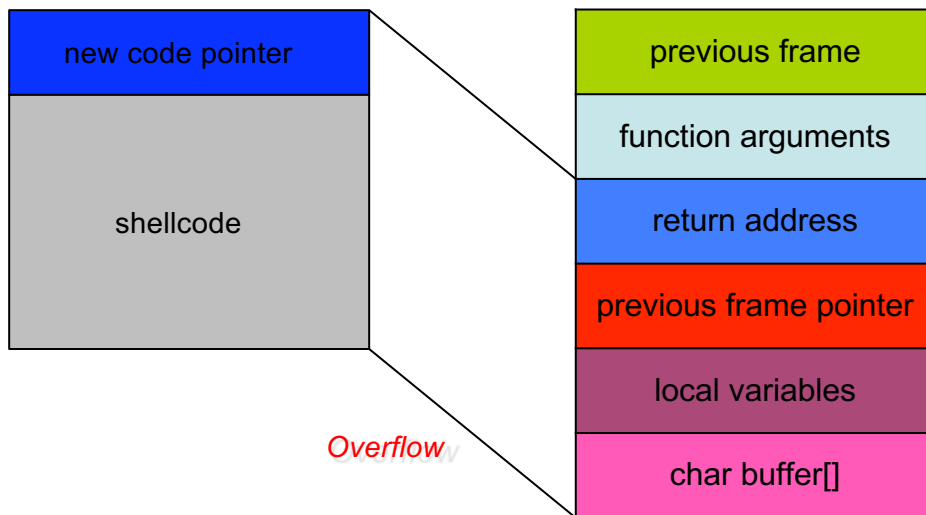 new code pointer
shellcode
Overflow
previous frame
function arguments
return address
previous frame pointer
local variables
char buffer[]